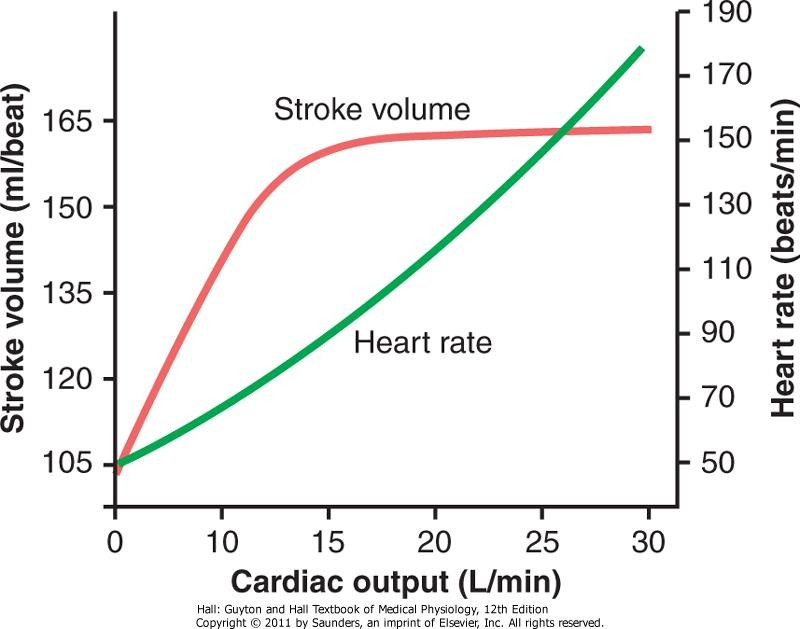 Stroke volume (ml/beat)
165
150
135
120
105
Stroke volume
Heart rate
190
170
150
130
110
90
70
50
Heart rate (beats/min)
0 10 15 20 25 30
Cardiac output (L/min)
Hall: Guyton and Hall Textbook of Medical Physiology, 12th Edition
Copyright © 2011 by Saunders, an imprint of Elsevier, Inc. All rights reserved.